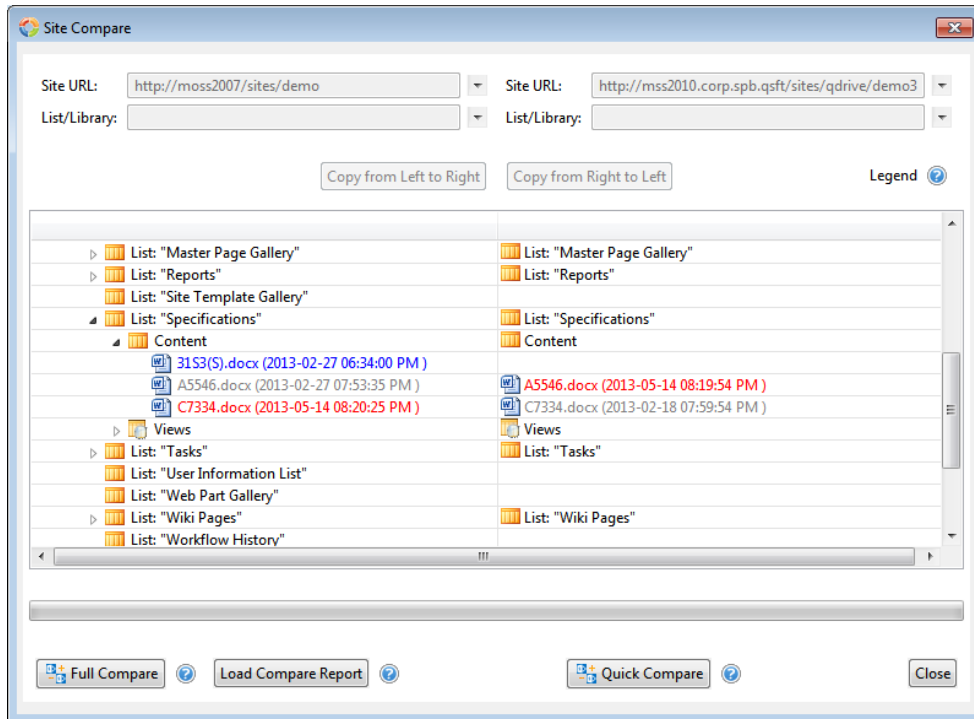 Site Compare
Site URL: http://moss2007/sites/demo Site URL: http://mss2010.corp.spb.qsft/sites/qdrive/demo3
List/Library: List/Library:
Copy from Left to Right Copy from Right to Left Legend
List: "Master Page Gallery" List: "Master Page Gallery"
List: "Reports" List: "Reports"
List: "Site Template Gallery"
List: "Specifications" List: "Specifications"
Content Content
31S3(S).docx (2013-02-27 06:34:00 PM )
A5546.docx (2013-02-27 07:53:35 PM ) A5546.docx (2013-05-14 08:19:54 PM )
C7334.docx (2013-05-14 08:20:25 PM ) C7334.docx (2013-02-18 07:59:54 PM )
Views Views
List: "Tasks" List: "Tasks"
List: "User Information List"
List: "Web Part Gallery"
List: "Wiki Pages" List: "Wiki Pages"
List: "Workflow History"
Full Compare Load Compare Report Quick Compare Close